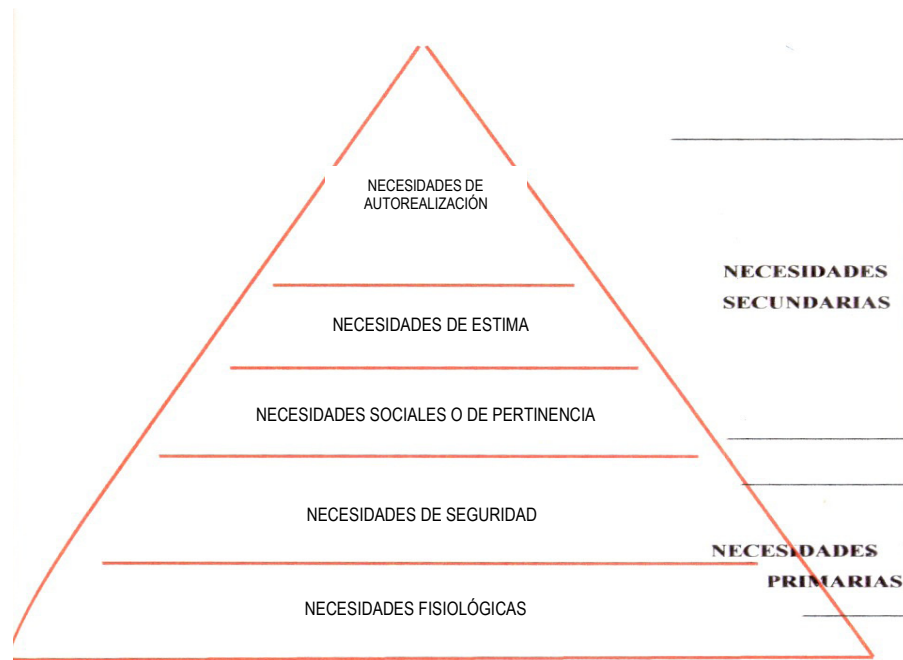 NECESIDADES DE
AUTOREALIZACIÓN
NECESIDADES
SECUNDARIAS
NECESIDADES DE ESTIMA
NECESIDADES SOCIALES O DE PERTINENCIA
NECESIDADES DE SEGURIDAD
NECESIDADES
PRIMARIAS
NECESIDADES FISIOLÓGICAS